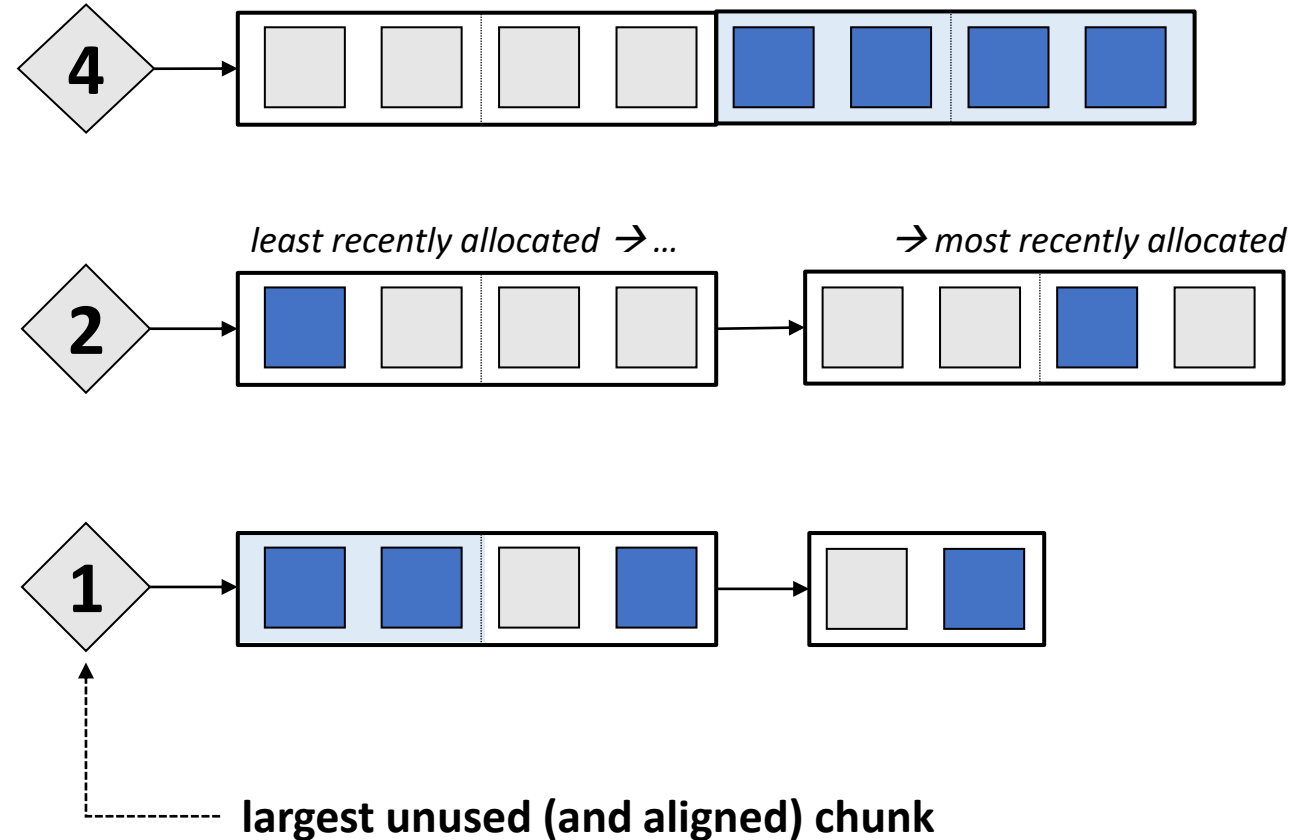 4
least recently allocated → ...
→ most recently allocated
2
1
largest unused (and aligned) chunk